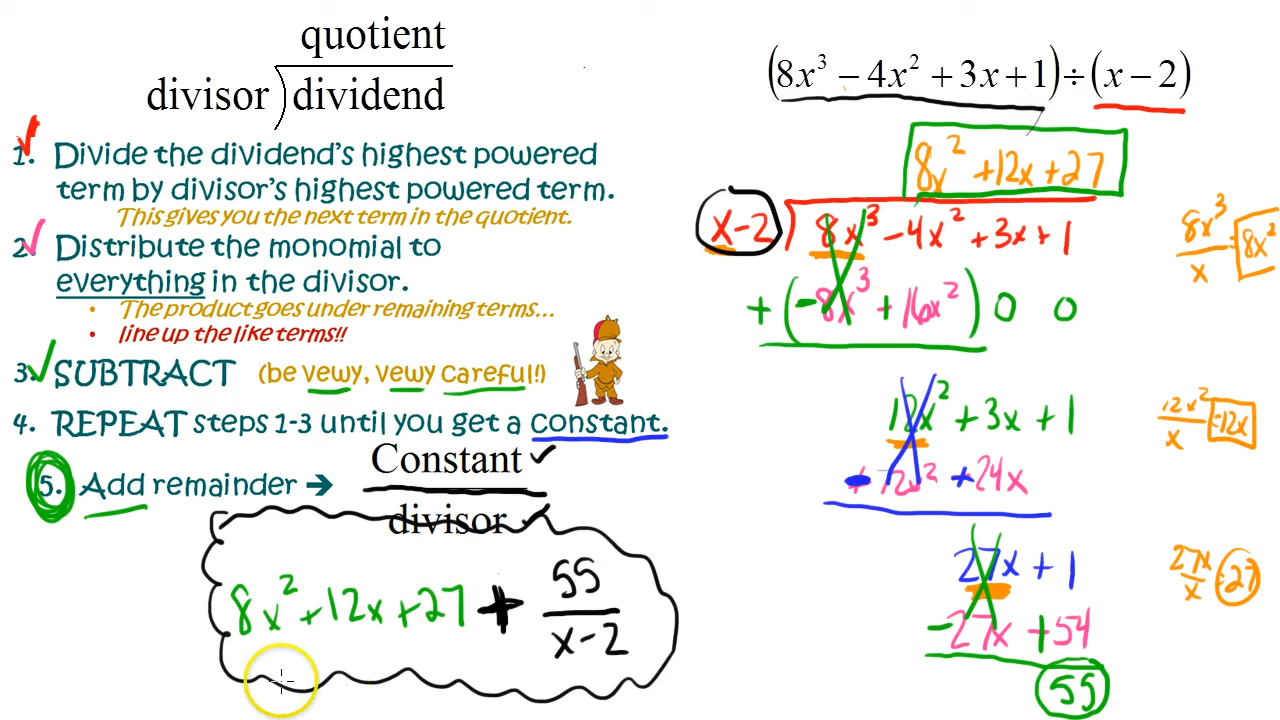 quotient
divisor ) dividend
1. Divide the dividend's highest powered
term by divisor's highest powered term.
This gives you the next term in the quotient.
2. Distribute the monomial to
everything in the divisor.
• The product goes under remaining terms...
• line up the like terms!!
3. SUBTRACT (be vewy, vewy careful!)
4. REPEAT steps 1-3 until you get a constant.
5. Add remainder → Constant
divisor
8x² + 12x + 27 + 55
x - 2
(8x³ − 4x² + 3x + 1) ÷ (x − 2)
8x² + 12x + 27
x-2 ) 8x³ - 4x² + 3x + 1
+ (-8x³ + 16x²) 0 0
12x² + 3x + 1
- 12x² + 24x
27x + 1
- 27x + 54
55
8x³
x
= 8x²
12x²
x
= 12x
27x
x
= 27